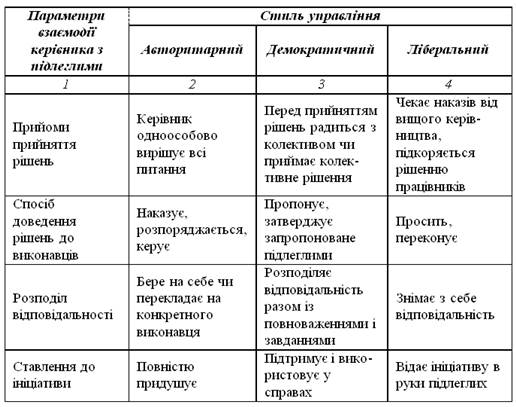 Параметри
взаємодії
керівника з
підлеглими
Стиль управління
Авторитарний
Демократичний
Ліберальний
1
2
3
4
Прийоми
прийняття
рішень
Керівник
одноособово
вирішує всі
питання
Перед прийняттям
рішень радиться з
колективом чи
приймає колек-
тивне рішення
Чекає наказів від
вищого керів-
ництва,
підкоряється
рішенню
працівників
Спосіб
доведення
рішень до
виконавців
Наказує,
розпоряджається,
керує
Пропонує,
затверджує
запропоноване
підлеглими
Просить,
переконує
Розподіл
відповідальності
Бере на себе чи
перекладає на
конкретного
виконавця
Розподіляє
відповідальність
разом із
повноваженнями і
завданнями
Знімає з себе
відповідальність
Ставлення до
ініціативи
Повністю
придушує
Підтримує і вико-
ристовує у
справах
Відає ініціативу в
руки підлеглих